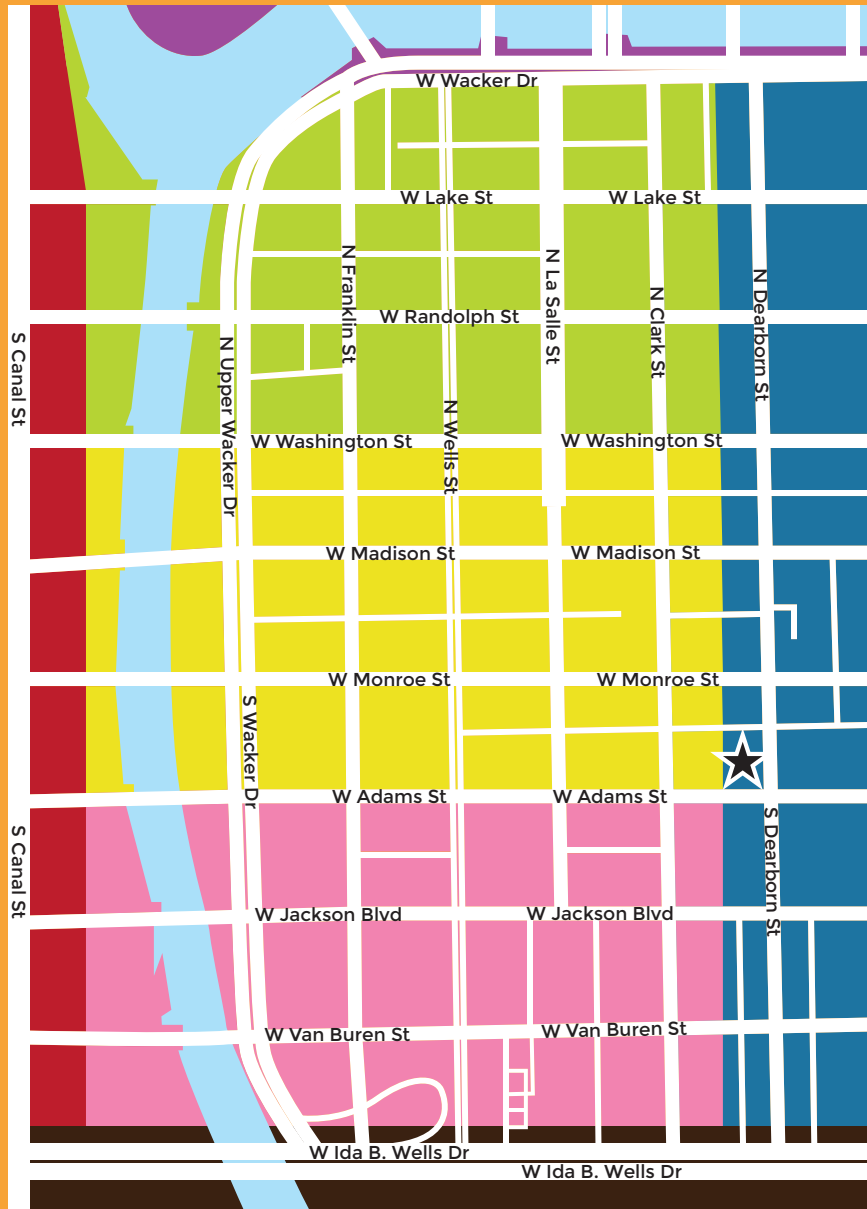 W Wacker Dr
W Lake St
W Lake St
N Franklin St
N La Salle St
N Clark St
N Dearborn St
W Randolph St
S Canal St
N Upper Wacker Dr
N Wells St
W Washington St
W Washington St
W Madison St
W Madison St
W Monroe St
W Monroe St
S Wacker Dr
W Adams St
W Adams St
S Canal St
S Dearborn St
W Jackson Blvd
W Jackson Blvd
W Van Buren St
W Van Buren St
W Ida B. Wells Dr
W Ida B. Wells Dr